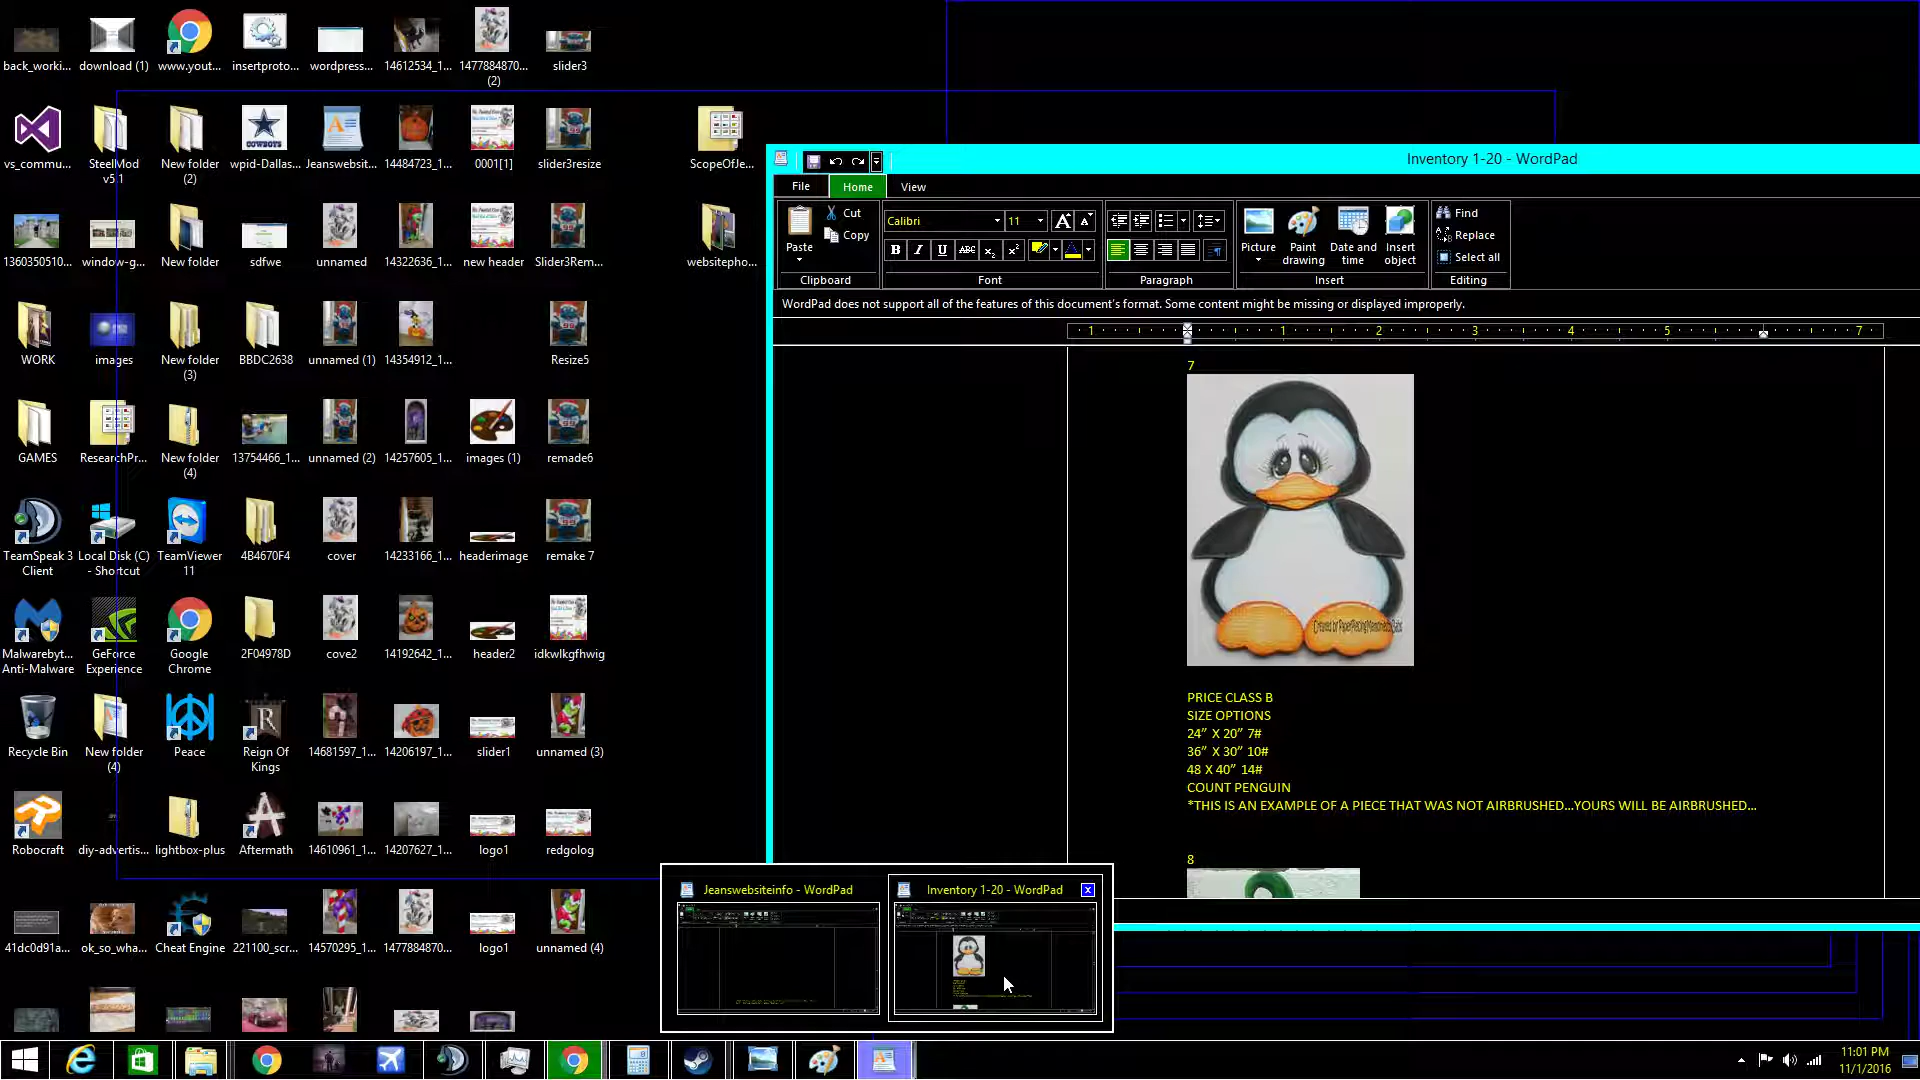 back_worki...
download (1)
www.yout...
insertproto...
wordpress...
14612534_1...
1477884870...
(2)
slider3
vs_commu...
SteelMod
v5.1
New folder
(2)
wpid-Dallas...
Jeanswebsit...
14484723_1...
0001[1]
slider3resize
ScopeOfJe...
COWBOYS
1360350510...
window-g...
New folder
sdfwe
unnamed
14322636_1...
new header
Slider3Rem...
websitepho...
WORK
images
New folder
(3)
BBDC2638
unnamed (1)
14354912_1...
Resize5
GAMES
ResearchPr...
New folder
(4)
13754466_1...
unnamed (2)
14257605_1...
images (1)
remade6
TeamSpeak 3
Client
Local Disk (C)
- Shortcut
TeamViewer
11
4B4670F4
cover
14233166_1...
headerimage
remake 7
Malwarebyt...
Anti-Malware
GeForce
Experience
Google
Chrome
2F04978D
cove2
14192642_1...
header2
idkwlkgfhwig
Recycle Bin
New folder
(4)
Peace
Reign Of
Kings
14681597_1...
14206197_1...
slider1
unnamed (3)
Robocraft
diy-advertis...
lightbox-plus
Aftermath
14610961_1...
14207627_1...
logo1
redgolog
41dc0d91a...
ok_so_wha...
Cheat Engine
221100_scr...
14570295_1...
1477884870...
logo1
unnamed (4)
Inventory 1-20 - WordPad
File
Home
View
Paste
Cut
Copy
Clipboard
Calibri
11
B I U abc X₂ X²
Font
Paragraph
Picture
Paint
drawing
Date and
time
Insert
object
Insert
Find
Replace
Select all
Editing
WordPad does not support all of the features of this document's format. Some content might be missing or displayed improperly.
1 1 2 3 4 5 7
7
PRICE CLASS B
SIZE OPTIONS
24” X 20” 7#
36” X 30” 10#
48 X 40” 14#
COUNT PENGUIN
*THIS IS AN EXAMPLE OF A PIECE THAT WAS NOT AIRBRUSHED...YOURS WILL BE AIRBRUSHED...
8
Jeanswebsiteinfo - WordPad
Inventory 1-20 - WordPad
11:01 PM
11/1/2016